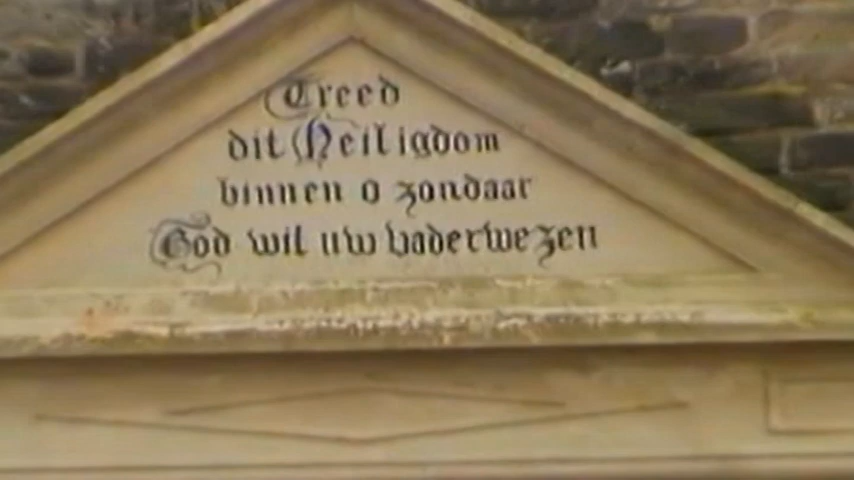 Treed
dit Heiligdom
binnen o zondaar
God wil uw vader wezen